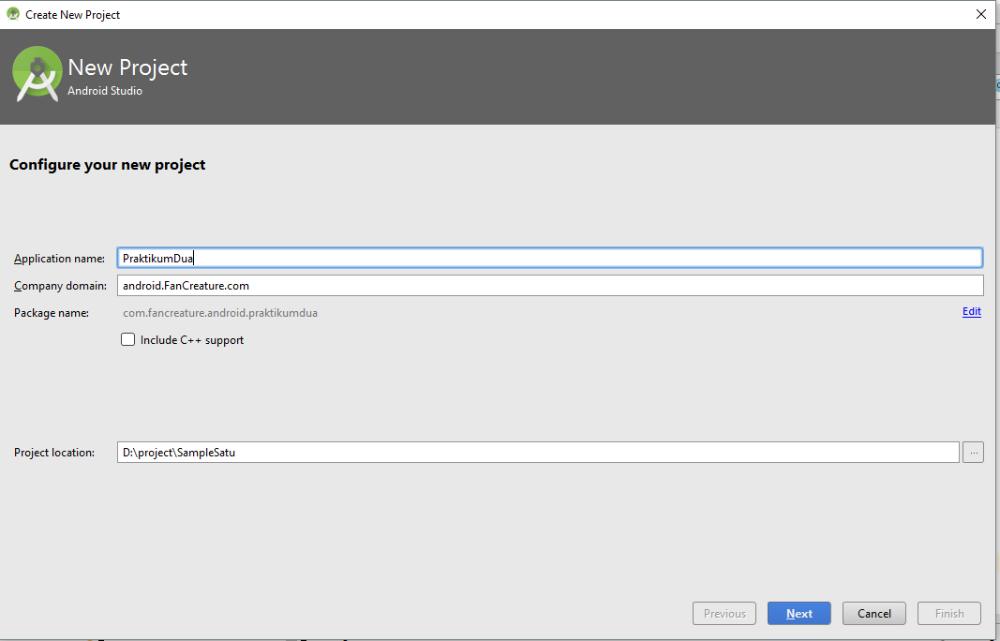 Create New Project
New Project
Android Studio
Configure your new project
Application name: PraktikumDua
Company domain: android.FanCreature.com
Package name: com.fancreature.android.praktikumdua Edit
Include C++ support
Project location: D:\project\SampleSatu ...
Previous Next Cancel Finish